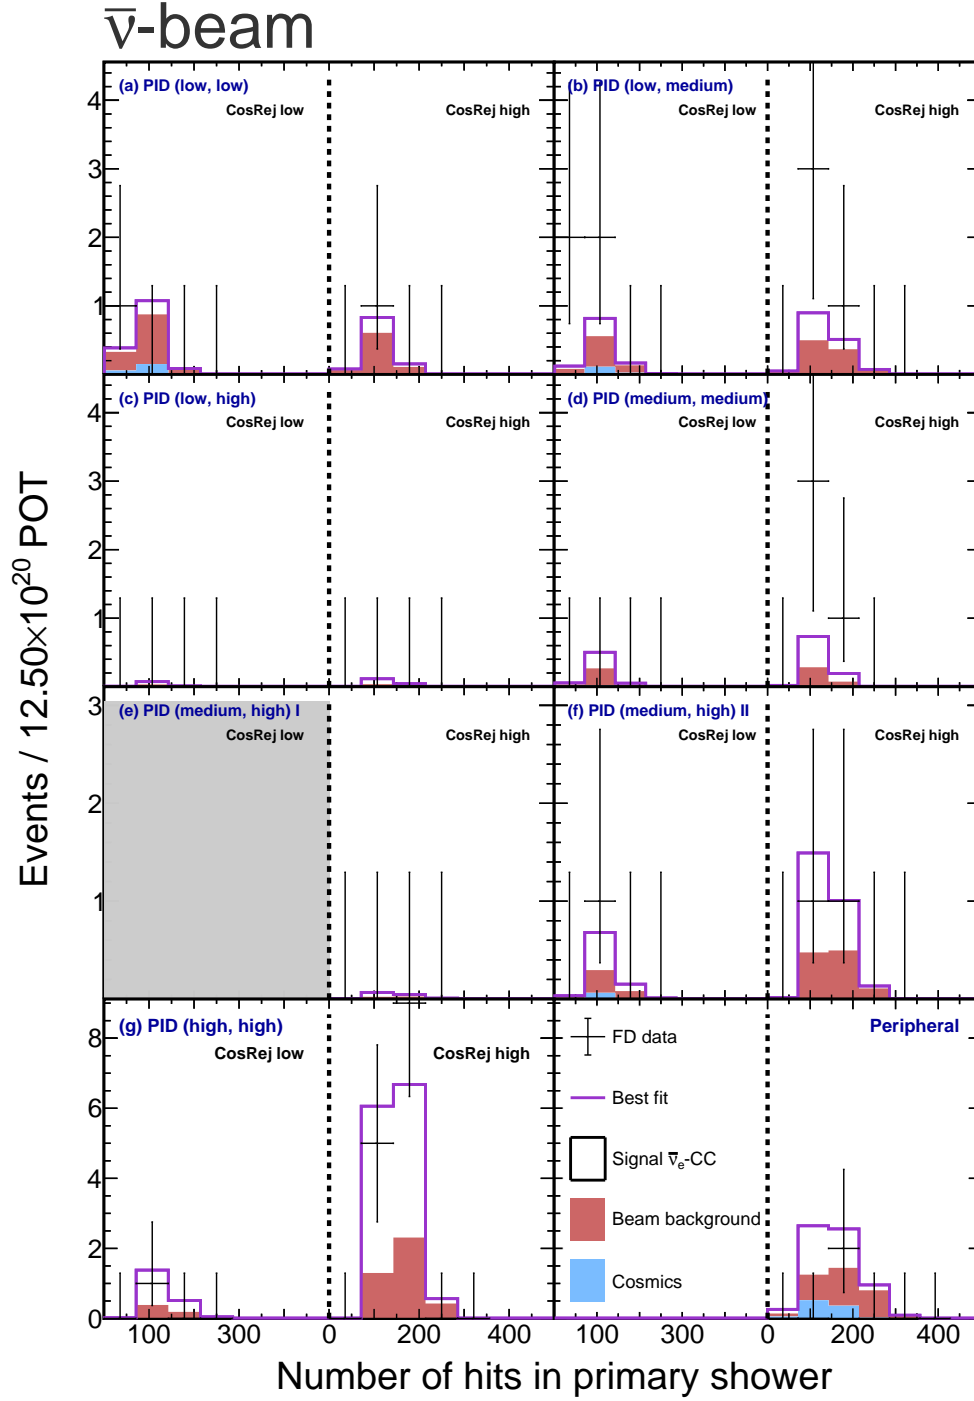 ν̅-beam
(a) PID (low, low)
CosRej low
CosRej high
(b) PID (low, medium)
CosRej low
CosRej high
4
3
2
1
(c) PID (low, high)
CosRej low
CosRej high
(d) PID (medium, medium)
CosRej low
CosRej high
4
3
2
1
(e) PID (medium, high) I
CosRej low
CosRej high
(f) PID (medium, high) II
CosRej low
CosRej high
3
2
1
(g) PID (high, high)
CosRej low
CosRej high
Peripheral
8
6
4
2
0
FD data
Best fit
Signal ν̅ₑ-CC
Beam background
Cosmics
100 300 0 200 400 100 300 0 200 400
Events / 12.50×10²⁰ POT
Number of hits in primary shower